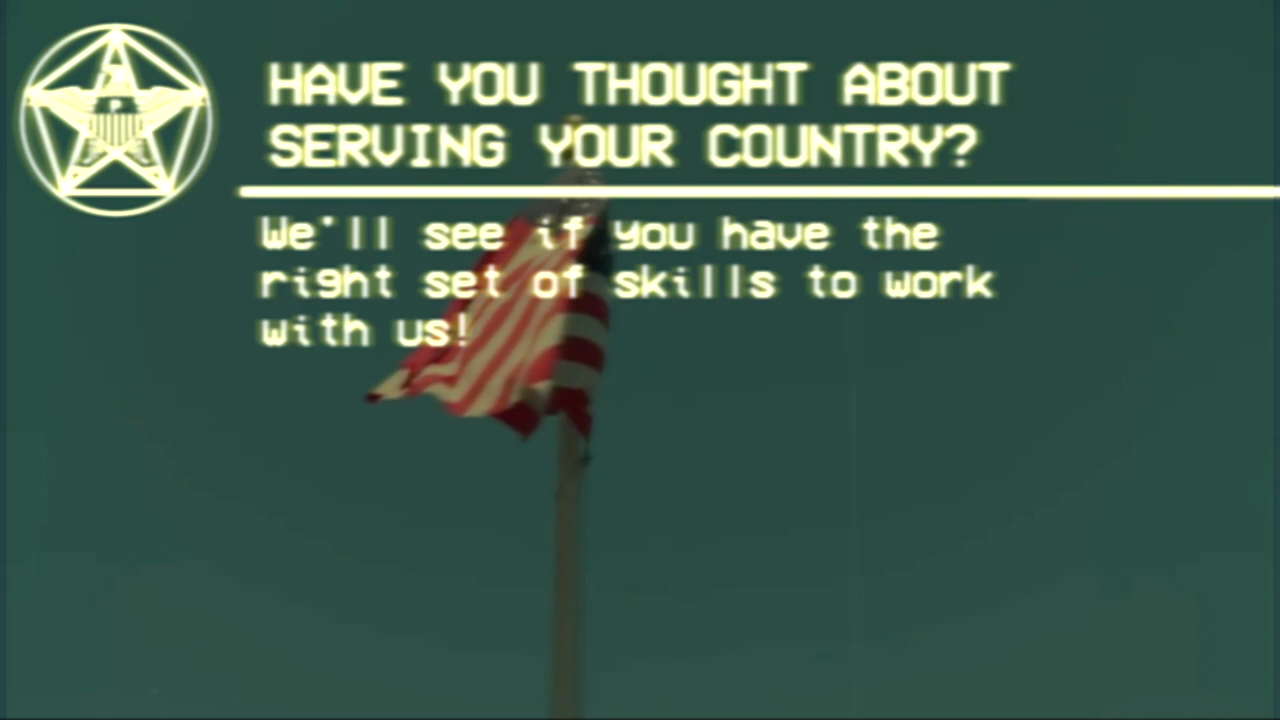 HAVE YOU THOUGHT ABOUT
SERVING YOUR COUNTRY?
We'll see if you have the
right set of skills to work
with us!